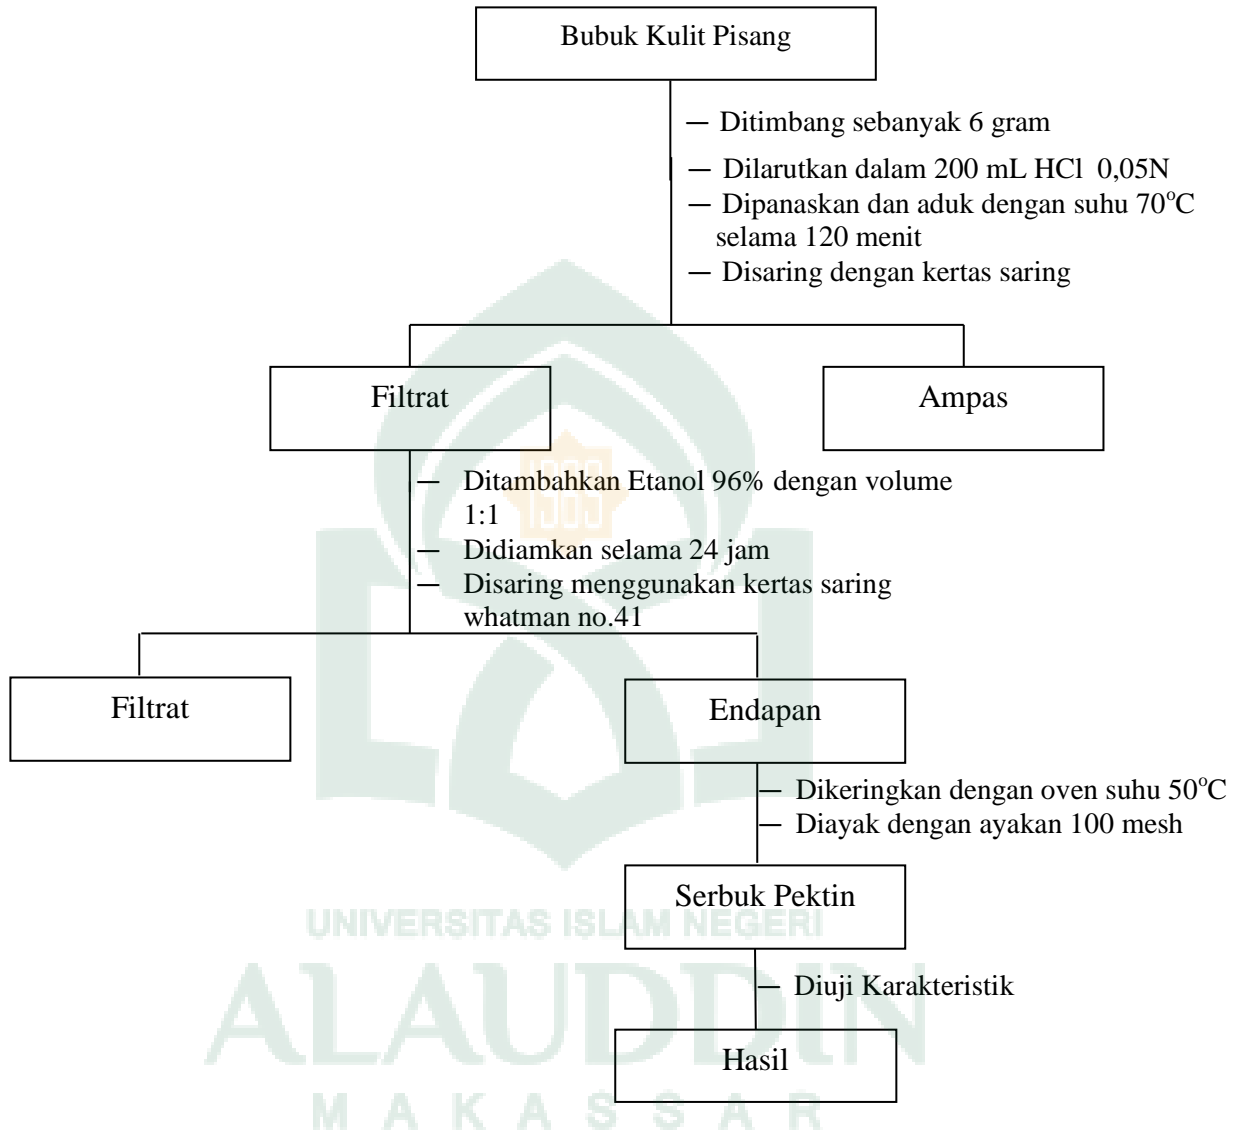 Bubuk Kulit Pisang
— Ditimbang sebanyak 6 gram
— Dilarutkan dalam 200 mL HCl 0,05N
— Dipanaskan dan aduk dengan suhu 70°C
selama 120 menit
— Disaring dengan kertas saring
Filtrat
Ampas
— Ditambahkan Etanol 96% dengan volume
1:1
— Didiamkan selama 24 jam
— Disaring menggunakan kertas saring
whatman no.41
Filtrat
Endapan
— Dikeringkan dengan oven suhu 50°C
— Diayak dengan ayakan 100 mesh
Serbuk Pektin
— Diuji Karakteristik
Hasil
1965
UNIVERSITAS ISLAM NEGERI
ALAUDDIN
MAKASSAR